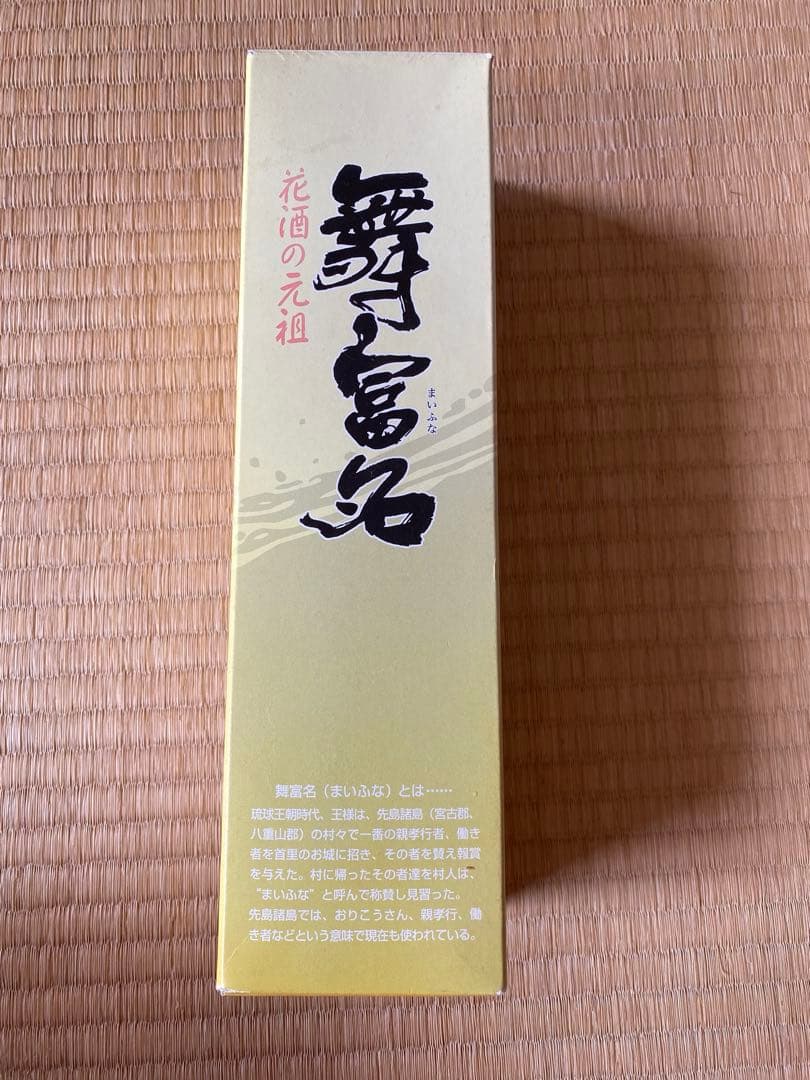 花酒の元祖
舞富名
まいふな
舞富名（まいふな）とは……
琉球王朝時代、王様は、先島諸島（宮古郡、
八重山郡）の村々で一番の親孝行者、働き
者を首里のお城に招き、その者を賛え報賞
を与えた。村に帰ったその者達を村人は、
“まいふな”と呼んで称賛し見習った。
先島諸島では、おりこうさん、親孝行、働
き者などという意味で現在も使われている。